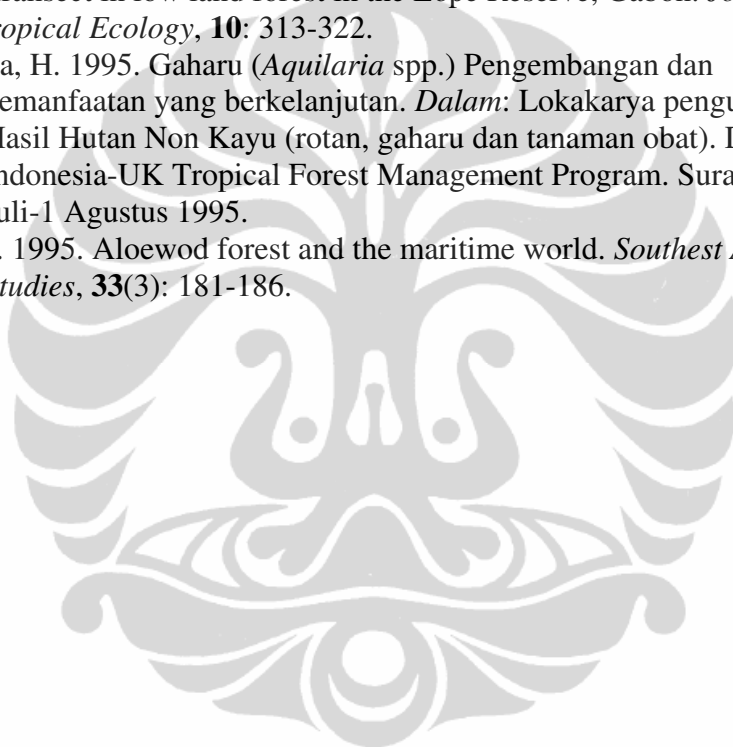 transect in low land forest in the Lope Reserve, Gabon.
ropical Ecology, 10: 313-322.
a, H. 1995. Gaharu (Aquilaria spp.) Pengembangan dan
emanfaatan yang berkelanjutan. Dalam: Lokakarya pengu
Hasil Hutan Non Kayu (rotan, gaharu dan tanaman obat).
ndonesia-UK Tropical Forest Management Program. Sura
uli-1 Agustus 1995.
. 1995. Aloewod forest and the maritime world. Southest
tudies, 33(3): 181-186.